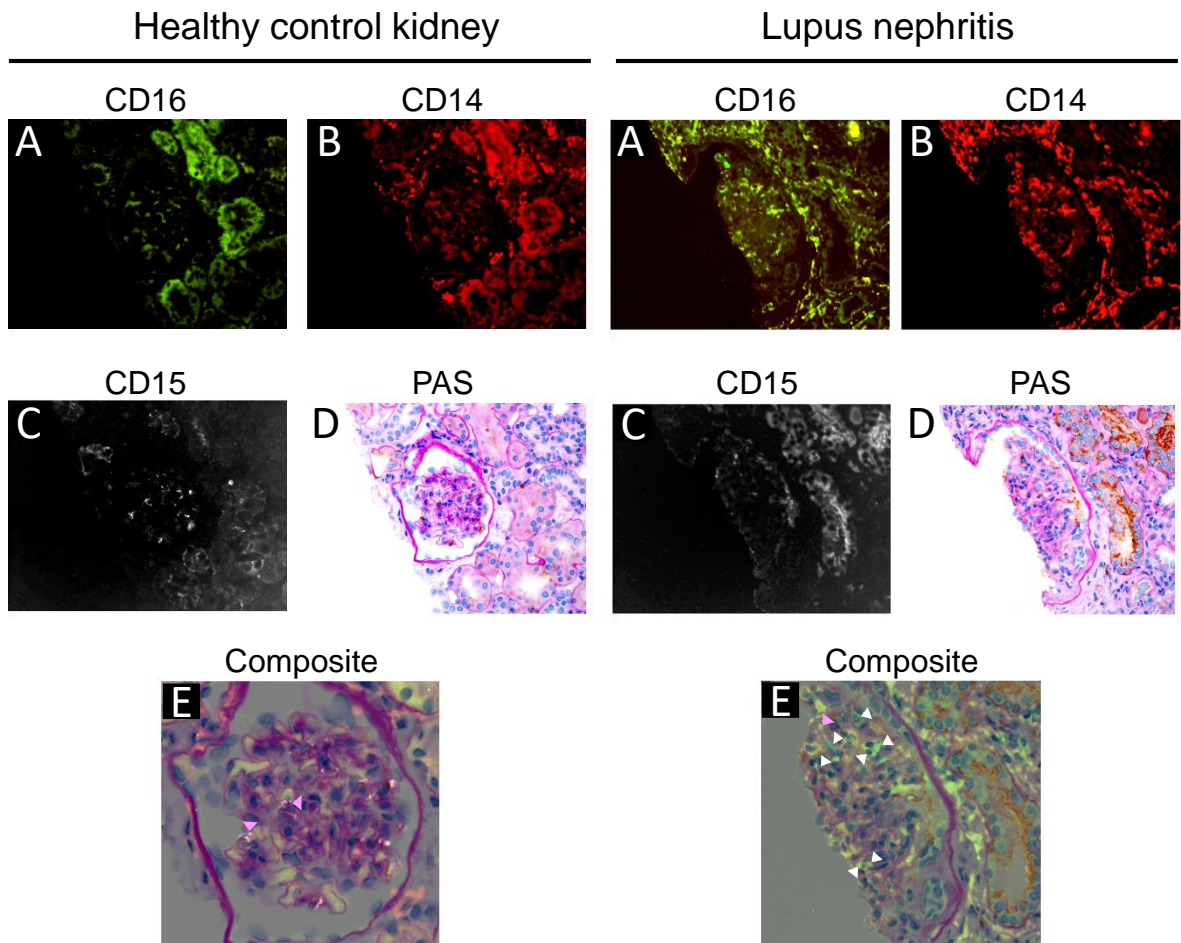 Healthy control kidney
Lupus nephritis
CD16
CD14
CD16
CD14
A
B
A
B
CD15
PAS
CD15
PAS
C
D
C
D
Composite
Composite
E
E